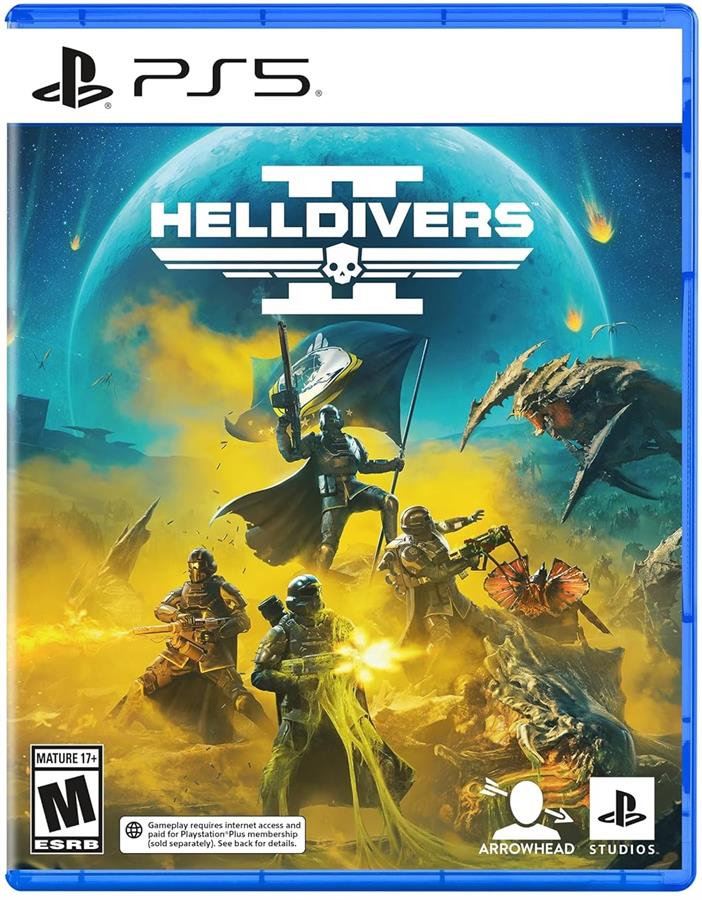 PS5®
II
HELLDIVERS™
MATURE 17+
M®
ESRB
Gameplay requires internet access and
paid for Playstation®Plus membership
(sold separately). See back for details.
ARROWHEAD
STUDIOS